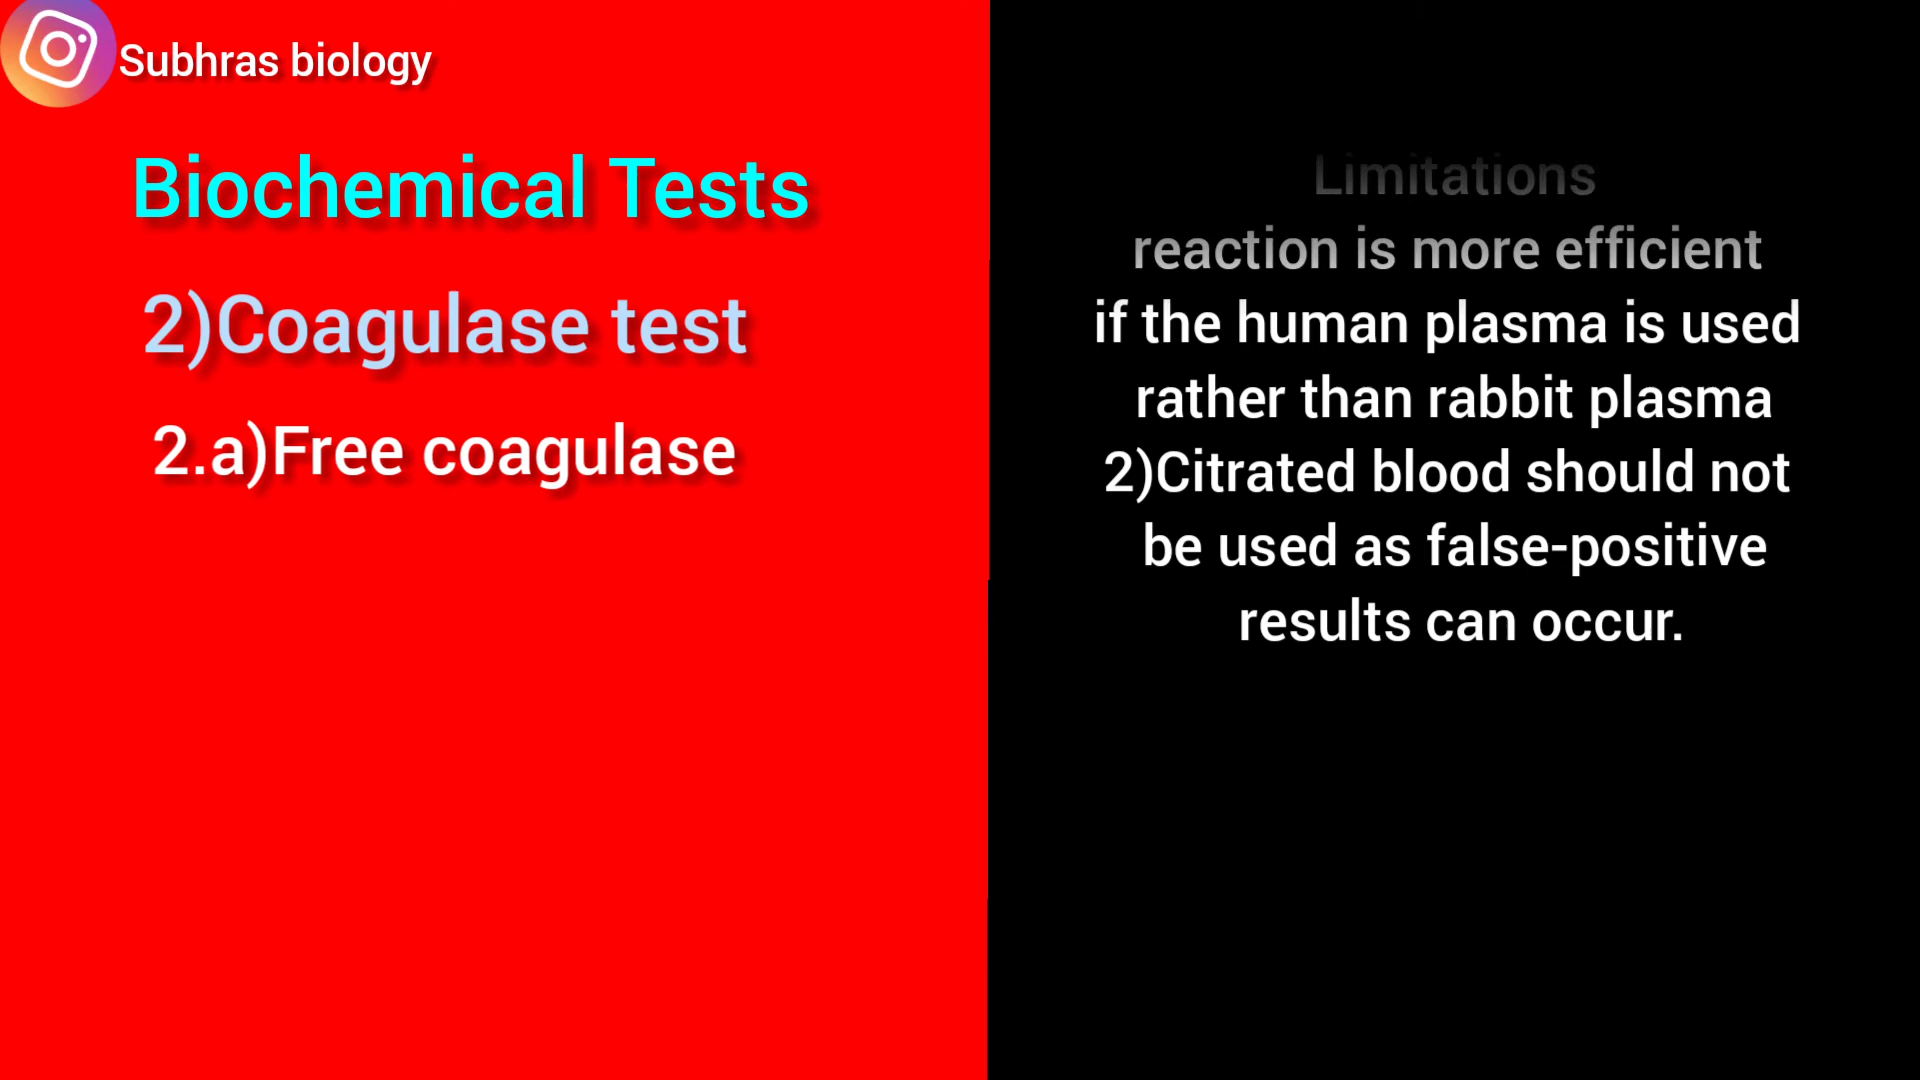 Subhras biology
Biochemical Tests
2)Coagulase test
2.a)Free coagulase
Limitations
reaction is more efficient
if the human plasma is used
rather than rabbit plasma
2)Citrated blood should not
be used as false-positive
results can occur.